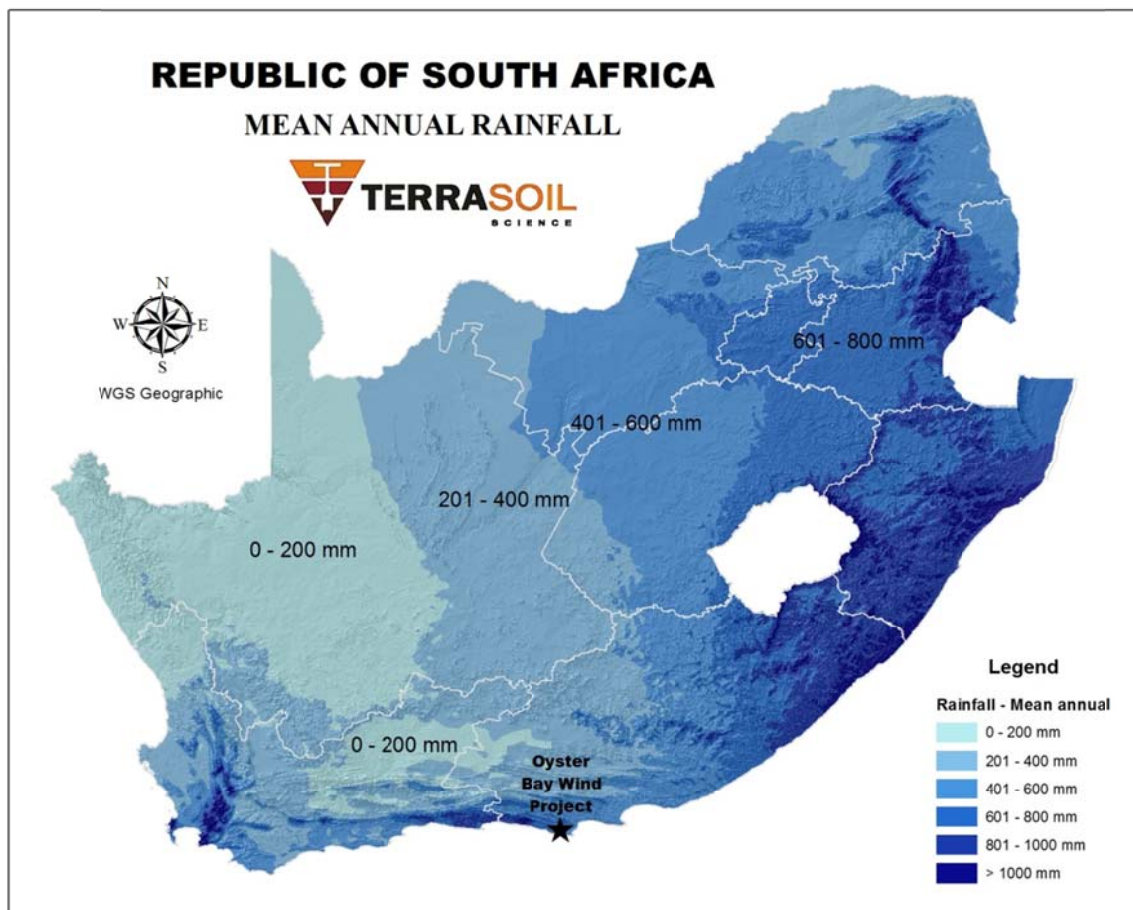 REPUBLIC OF SOUTH AFRICA
MEAN ANNUAL RAINFALL
TERRASOIL
SCIENCE
N
W E
S
WGS Geographic
601 - 800 mm
401 - 600 mm
201 - 400 mm
0 - 200 mm
0 - 200 mm
Oyster
Bay Wind
Project
Legend
Rainfall - Mean annual
0 - 200 mm
201 - 400 mm
401 - 600 mm
601 - 800 mm
801 - 1000 mm
> 1000 mm